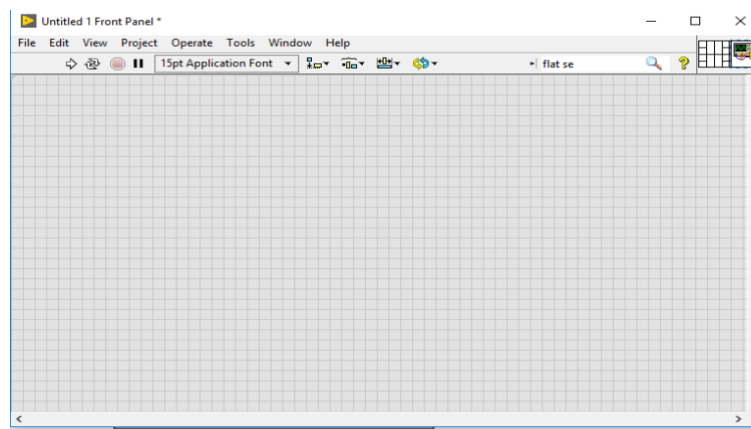 Untitled 1 Front Panel *
File Edit View Project Operate Tools Window Help
15pt Application Font flat se